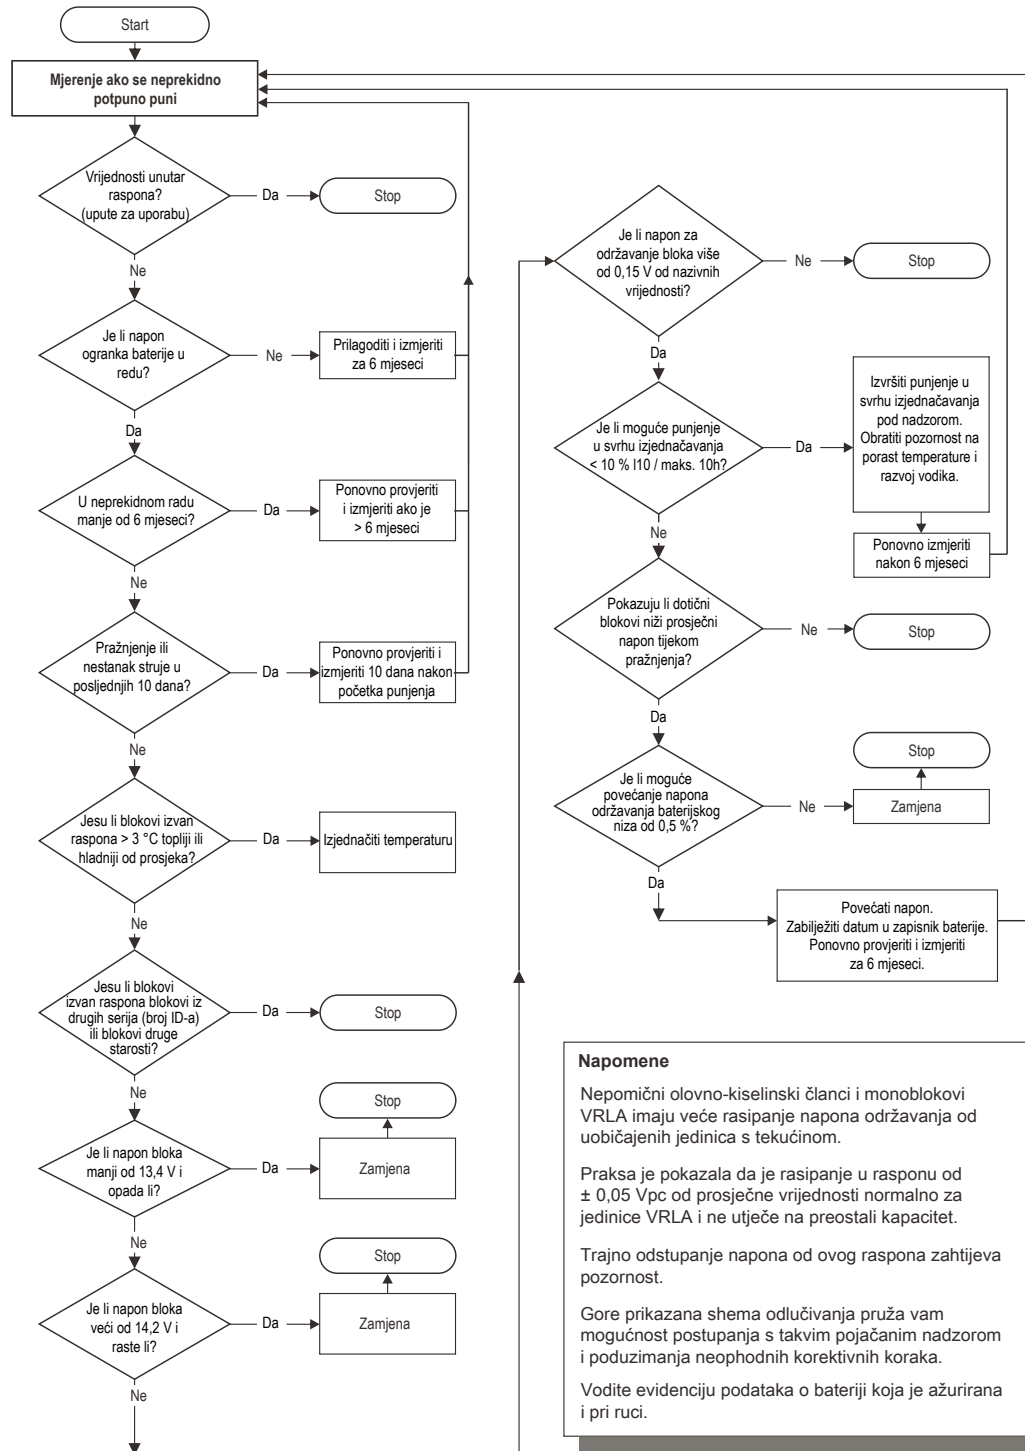 Start
Mjerenje ako se neprekidno
potpuno puni
Vrijednosti unutar
raspona?
(upute za uporabu)
Da
Stop
Ne
Je li napon
ogranka baterije u
redu?
Ne
Prilagoditi i izmjeriti
za 6 mjeseci
Da
U neprekidnom radu
manje od 6 mjeseci?
Da
Ponovno provjeriti
i izmjeriti ako je
> 6 mjeseci
Ne
Pražnjenje ili
nestanak struje u
posljednjih 10 dana?
Da
Ponovno provjeriti i
izmjeriti 10 dana nakon
početka punjenja
Ne
Jesu li blokovi izvan
raspona > 3 °C topliji ili
hladniji od prosjeka?
Da
Izjednačiti temperaturu
Ne
Jesu li blokovi
izvan raspona blokovi iz
drugih serija (broj ID-a)
ili blokovi druge
starosti?
Da
Stop
Ne
Je li napon bloka
manji od 13,4 V i
opada li?
Da
Zamjena
Stop
Ne
Je li napon bloka
veći od 14,2 V i
raste li?
Da
Zamjena
Stop
Ne
Je li napon za
održavanje bloka više
od 0,15 V od nazivnih
vrijednosti?
Ne
Stop
Da
Je li moguće punjenje
u svrhu izjednačavanja
< 10 % I10 / maks. 10h?
Da
Izvršiti punjenje u
svrhu izjednačavanja
pod nadzorom.
Obratiti pozornost na
porast temperature i
razvoj vodika.
Ponovno izmjeriti
nakon 6 mjeseci
Ne
Pokazuju li dotični
blokovi niži prosječni
napon tijekom
pražnjenja?
Ne
Stop
Da
Je li moguće
povećanje napona
održavanja baterijskog
niza od 0,5 %?
Ne
Zamjena
Stop
Da
Povećati napon.
Zabilježiti datum u zapisnik baterije.
Ponovno provjeriti i izmjeriti
za 6 mjeseci.
Napomene
Nepomični olovno-kiselinski članci i monoblokovi
VRLA imaju veće rasipanje napona održavanja od
uobičajenih jedinica s tekućinom.
Praksa je pokazala da je rasipanje u rasponu od
± 0,05 Vpc od prosječne vrijednosti normalno za
jedinice VRLA i ne utječe na preostali kapacitet.
Trajno odstupanje napona od ovog raspona zahtijeva
pozornost.
Gore prikazana shema odlučivanja pruža vam
mogućnost postupanja s takvim pojačanim nadzorom
i poduzimanja neophodnih korektivnih koraka.
Vodite evidenciju podataka o bateriji koja je ažurirana
i pri ruci.